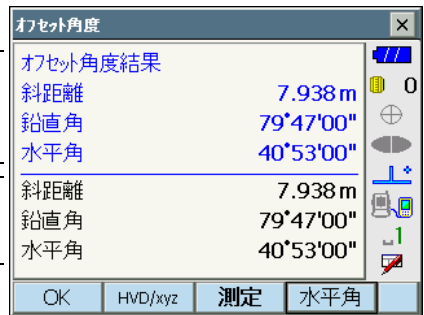 ｵﾌｾｯﾄ角度
ｵﾌｾｯﾄ角度結果
斜距離 7.938 m
鉛直角 79°47'00"
水平角 40°53'00"
斜距離 7.938 m
鉛直角 79°47'00"
水平角 40°53'00"
0
1
OK HVD/xyz 測定 水平角